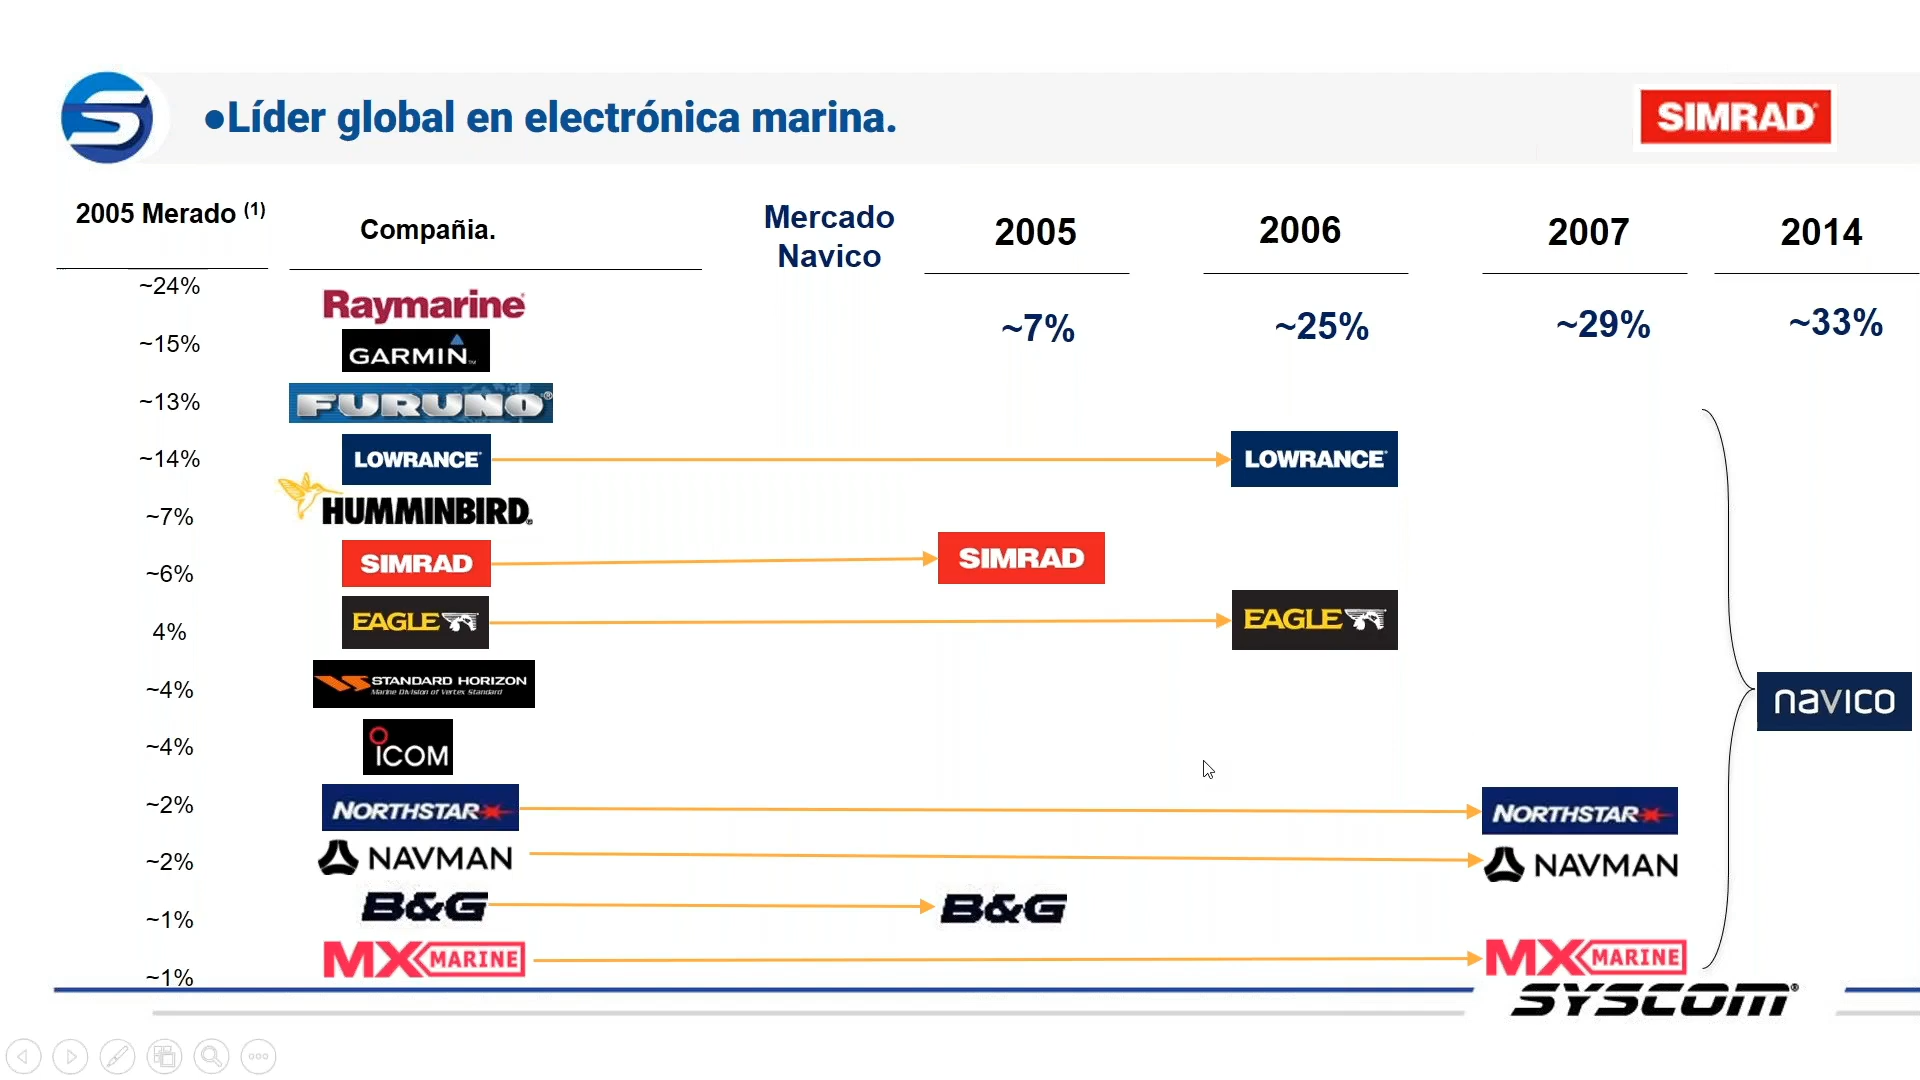 ●Líder global en electrónica marina.
SIMRAD
2005 Merado (1)
Compañia.
Mercado
Navico
2005
2006
2007
2014
~24%
Raymarine
~7%
~25%
~29%
~33%
~15%
GARMIN™
~13%
FURUNO®
~14%
LOWRANCE
LOWRANCE
~7%
HUMMINBIRD®
~6%
SIMRAD
SIMRAD
4%
EAGLE
EAGLE
~4%
STANDARD HORIZON
Marine Division of Vertex Standard
navico
~4%
ICOM
~2%
NORTHSTAR
NORTHSTAR
~2%
NAVMAN
NAVMAN
~1%
B&G
B&G
~1%
MX MARINE
MX MARINE
SYSCOM®